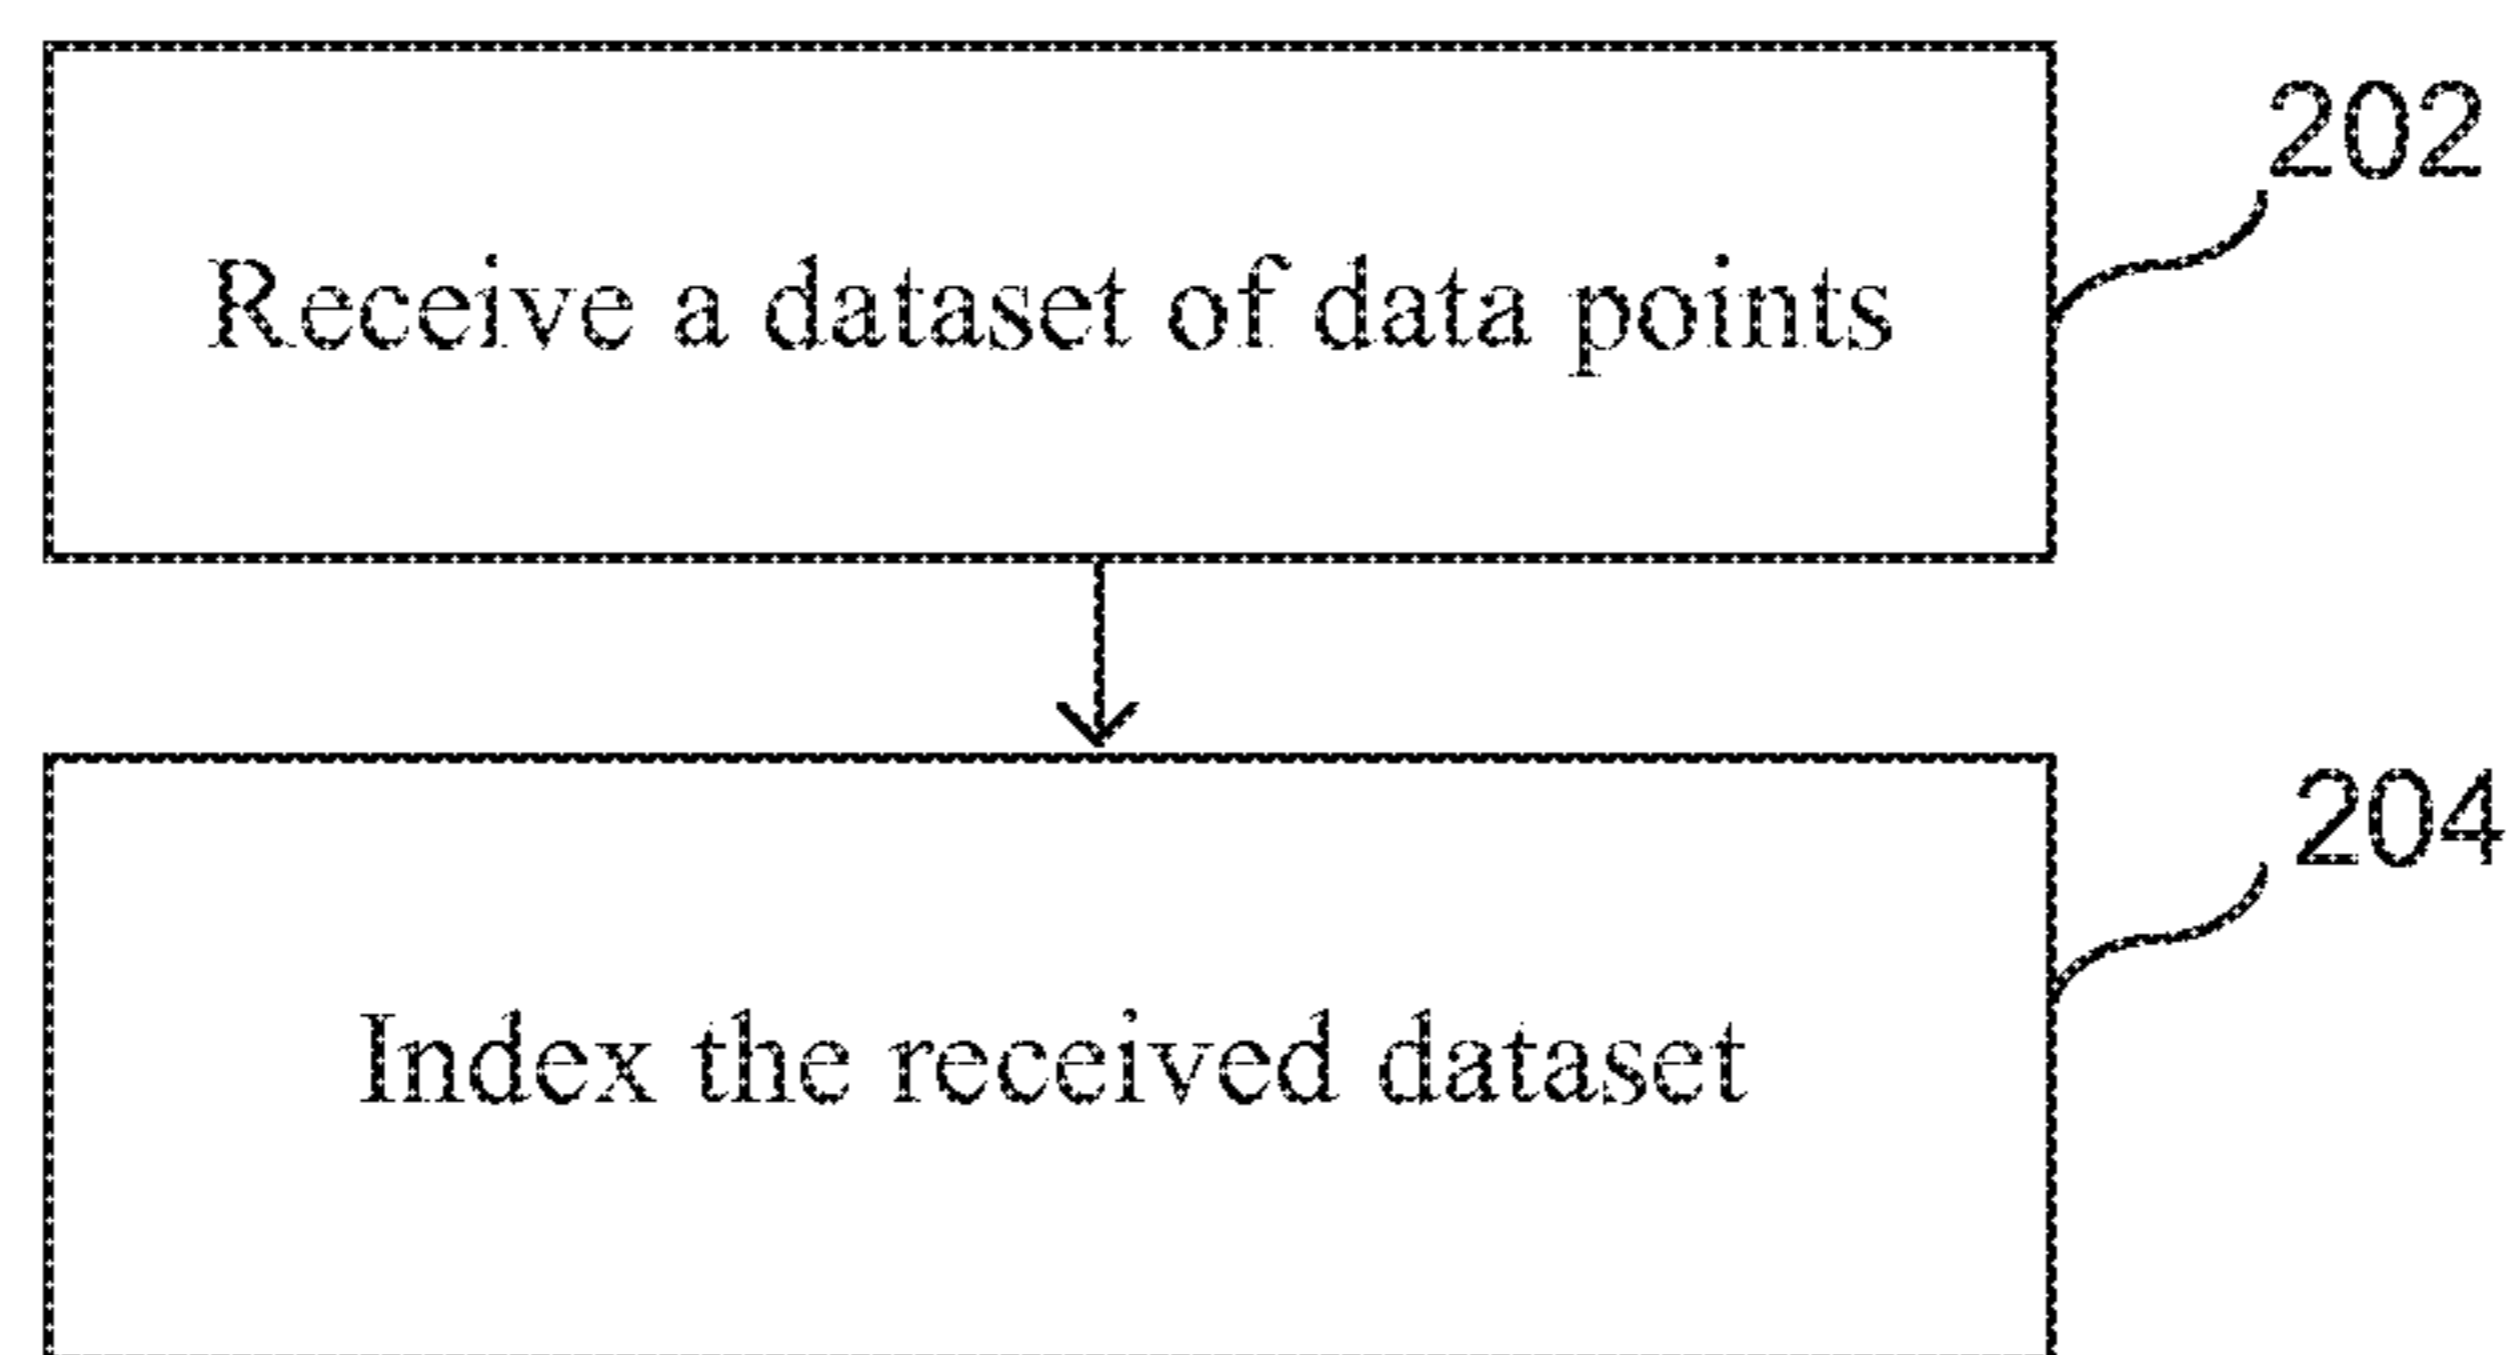 202
Receive a dataset of data points
204
Index the received dataset